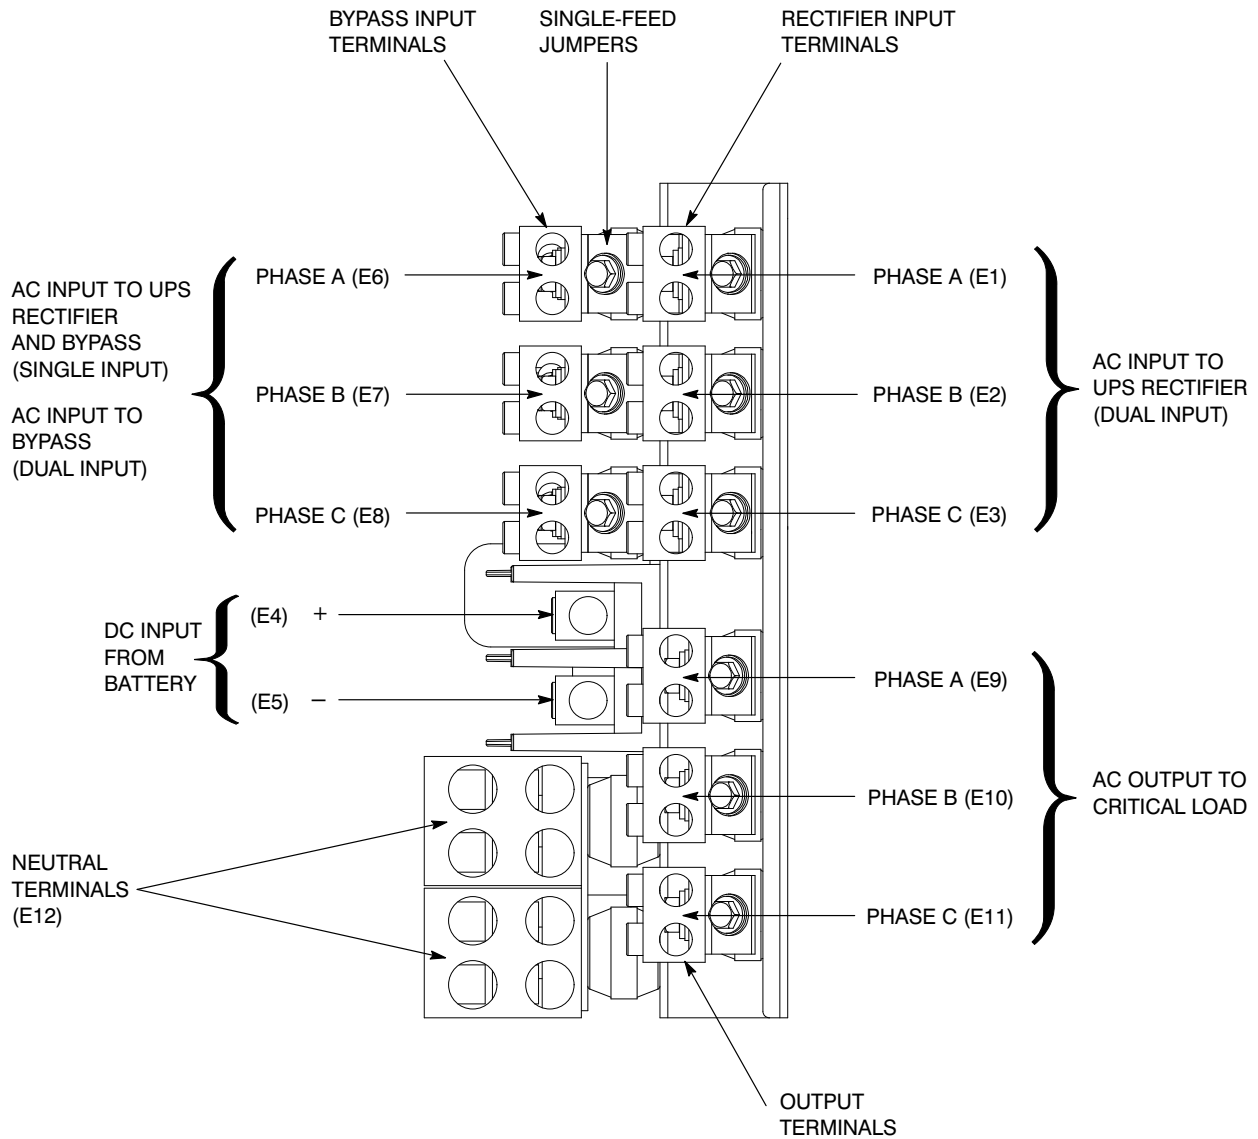 BYPASS INPUT
TERMINALS
SINGLE-FEED
JUMPERS
RECTIFIER INPUT
TERMINALS
AC INPUT TO UPS
RECTIFIER
AND BYPASS
(SINGLE INPUT)
AC INPUT TO
BYPASS
(DUAL INPUT)
PHASE A (E6)
PHASE B (E7)
PHASE C (E8)
PHASE A (E1)
PHASE B (E2)
PHASE C (E3)
AC INPUT TO
UPS RECTIFIER
(DUAL INPUT)
DC INPUT
FROM
BATTERY
(E4) +
(E5) −
PHASE A (E9)
PHASE B (E10)
PHASE C (E11)
AC OUTPUT TO
CRITICAL LOAD
NEUTRAL
TERMINALS
(E12)
OUTPUT
TERMINALS